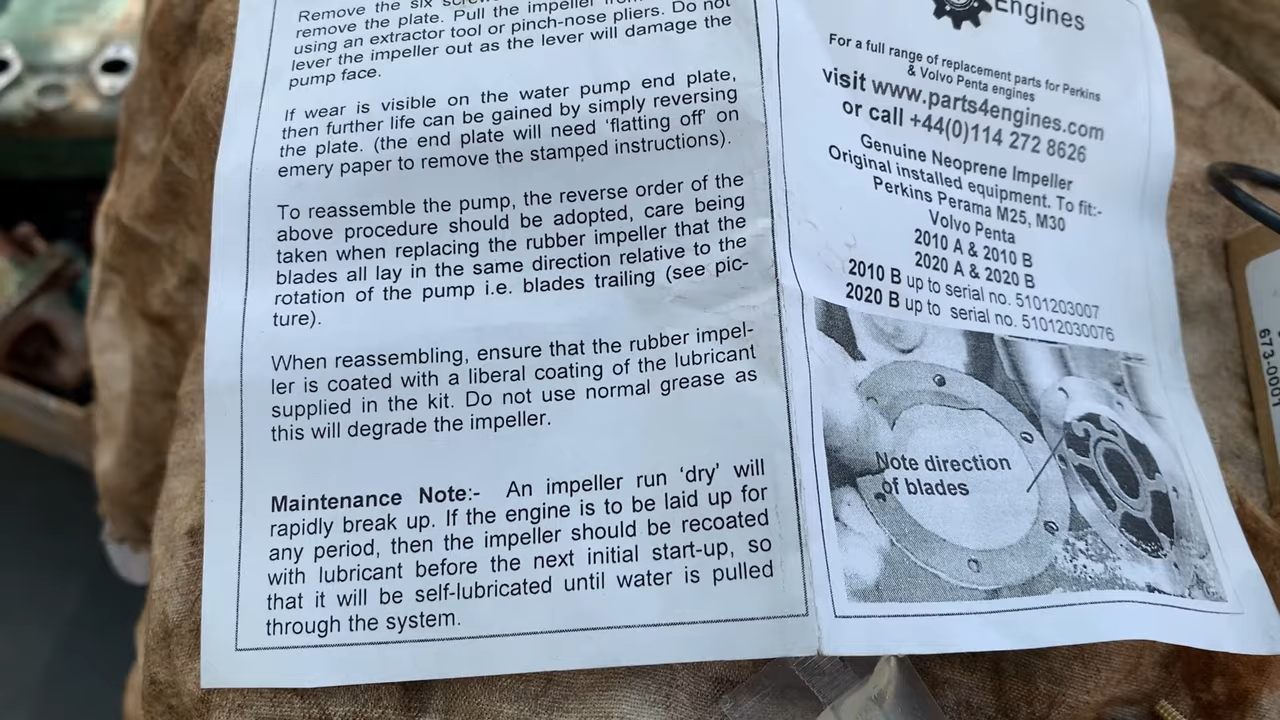 Remove the six screws
remove the plate. Pull the impeller from
using an extractor tool or pinch-nose pliers. Do not
lever the impeller out as the lever will damage the
pump face.
If wear is visible on the water pump end plate,
then further life can be gained by simply reversing
the plate. (the end plate will need 'flatting off' on
emery paper to remove the stamped instructions).
To reassemble the pump, the reverse order of the
above procedure should be adopted, care being
taken when replacing the rubber impeller that the
blades all lay in the same direction relative to the
rotation of the pump i.e. blades trailing (see pic-
ture).
When reassembling, ensure that the rubber impel-
ler is coated with a liberal coating of the lubricant
supplied in the kit. Do not use normal grease as
this will degrade the impeller.
Maintenance Note:- An impeller run 'dry' will
rapidly break up. If the engine is to be laid up for
any period, then the impeller should be recoated
with lubricant before the next initial start-up, so
that it will be self-lubricated until water is pulled
through the system.
Engines
For a full range of replacement parts for Perkins
& Volvo Penta engines
visit www.parts4engines.com
or call +44(0)114 272 8626
Genuine Neoprene Impeller
Original installed equipment. To fit:-
Perkins Perama M25, M30
Volvo Penta
2010 A & 2010 B
2020 A & 2020 B
2010 B up to serial no. 5101203007
2020 B up to serial no. 51012030076
Note direction
of blades
673-0001